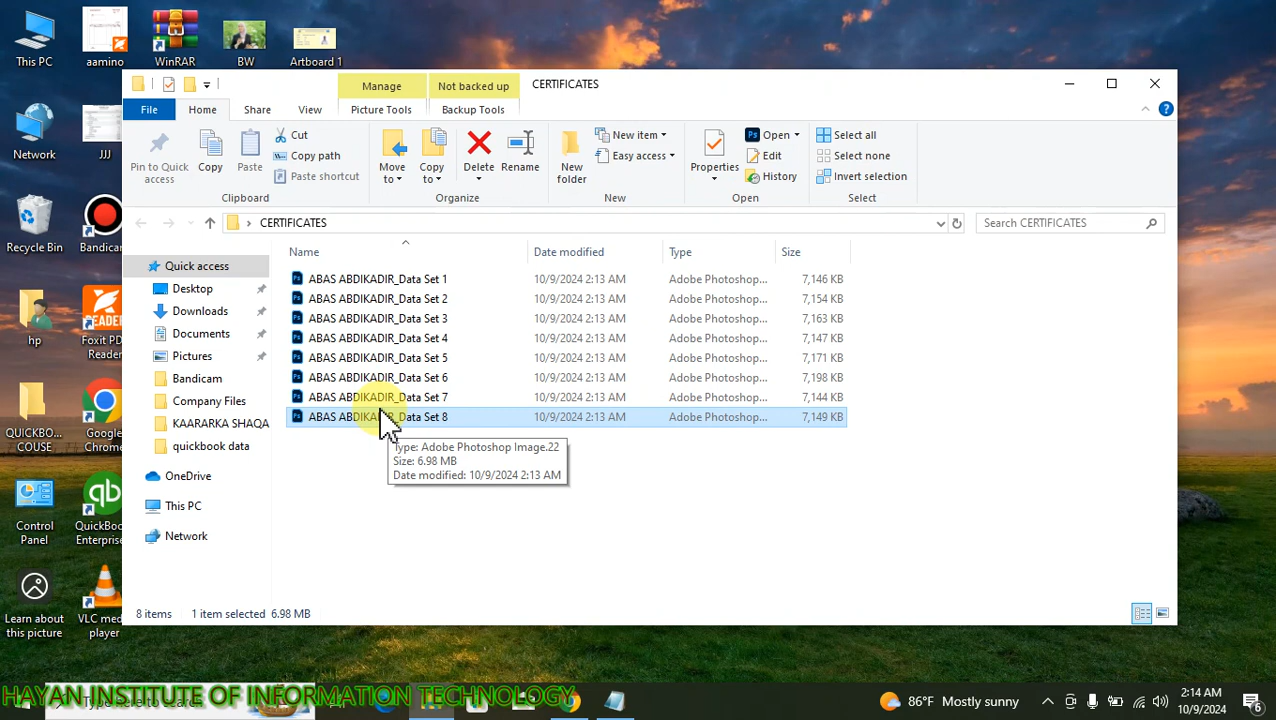 This PC
aamino
WinRAR
BW
Artboard 1
Network
JJJ
Recycle Bin
Bandicam
hp
Foxit PD
Reader
QUICKBO...
COUSE
Google
Chrome
Control
Panel
QuickBoo
Enterprise
Learn about
this picture
VLC med
player
Manage
Not backed up
CERTIFICATES
File
Home
Share
View
Picture Tools
Backup Tools
Pin to Quick
access
Copy
Paste
Cut
Copy path
Paste shortcut
Clipboard
Move
to
Copy
to
Delete
Rename
Organize
New
folder
New item
Easy access
New
Properties
Open
Edit
History
Open
Select all
Select none
Invert selection
Select
CERTIFICATES
Search CERTIFICATES
Quick access
Desktop
Downloads
Documents
Pictures
Bandicam
Company Files
KAARARKA SHAQA
quickbook data
OneDrive
This PC
Network
Name Date modified Type Size
ABAS ABDIKADIR_Data Set 1 10/9/2024 2:13 AM Adobe Photoshop... 7,146 KB
ABAS ABDIKADIR_Data Set 2 10/9/2024 2:13 AM Adobe Photoshop... 7,154 KB
ABAS ABDIKADIR_Data Set 3 10/9/2024 2:13 AM Adobe Photoshop... 7,153 KB
ABAS ABDIKADIR_Data Set 4 10/9/2024 2:13 AM Adobe Photoshop... 7,147 KB
ABAS ABDIKADIR_Data Set 5 10/9/2024 2:13 AM Adobe Photoshop... 7,171 KB
ABAS ABDIKADIR_Data Set 6 10/9/2024 2:13 AM Adobe Photoshop... 7,198 KB
ABAS ABDIKADIR_Data Set 7 10/9/2024 2:13 AM Adobe Photoshop... 7,144 KB
ABAS ABDIKADIR_Data Set 8 10/9/2024 2:13 AM Adobe Photoshop... 7,149 KB
Type: Adobe Photoshop Image.22
Size: 6.98 MB
Date modified: 10/9/2024 2:13 AM
8 items 1 item selected 6.98 MB
HAYAN INSTITUTE OF INFORMATION TECHNOLOGY
86°F Mostly sunny
2:14 AM
10/9/2024
6